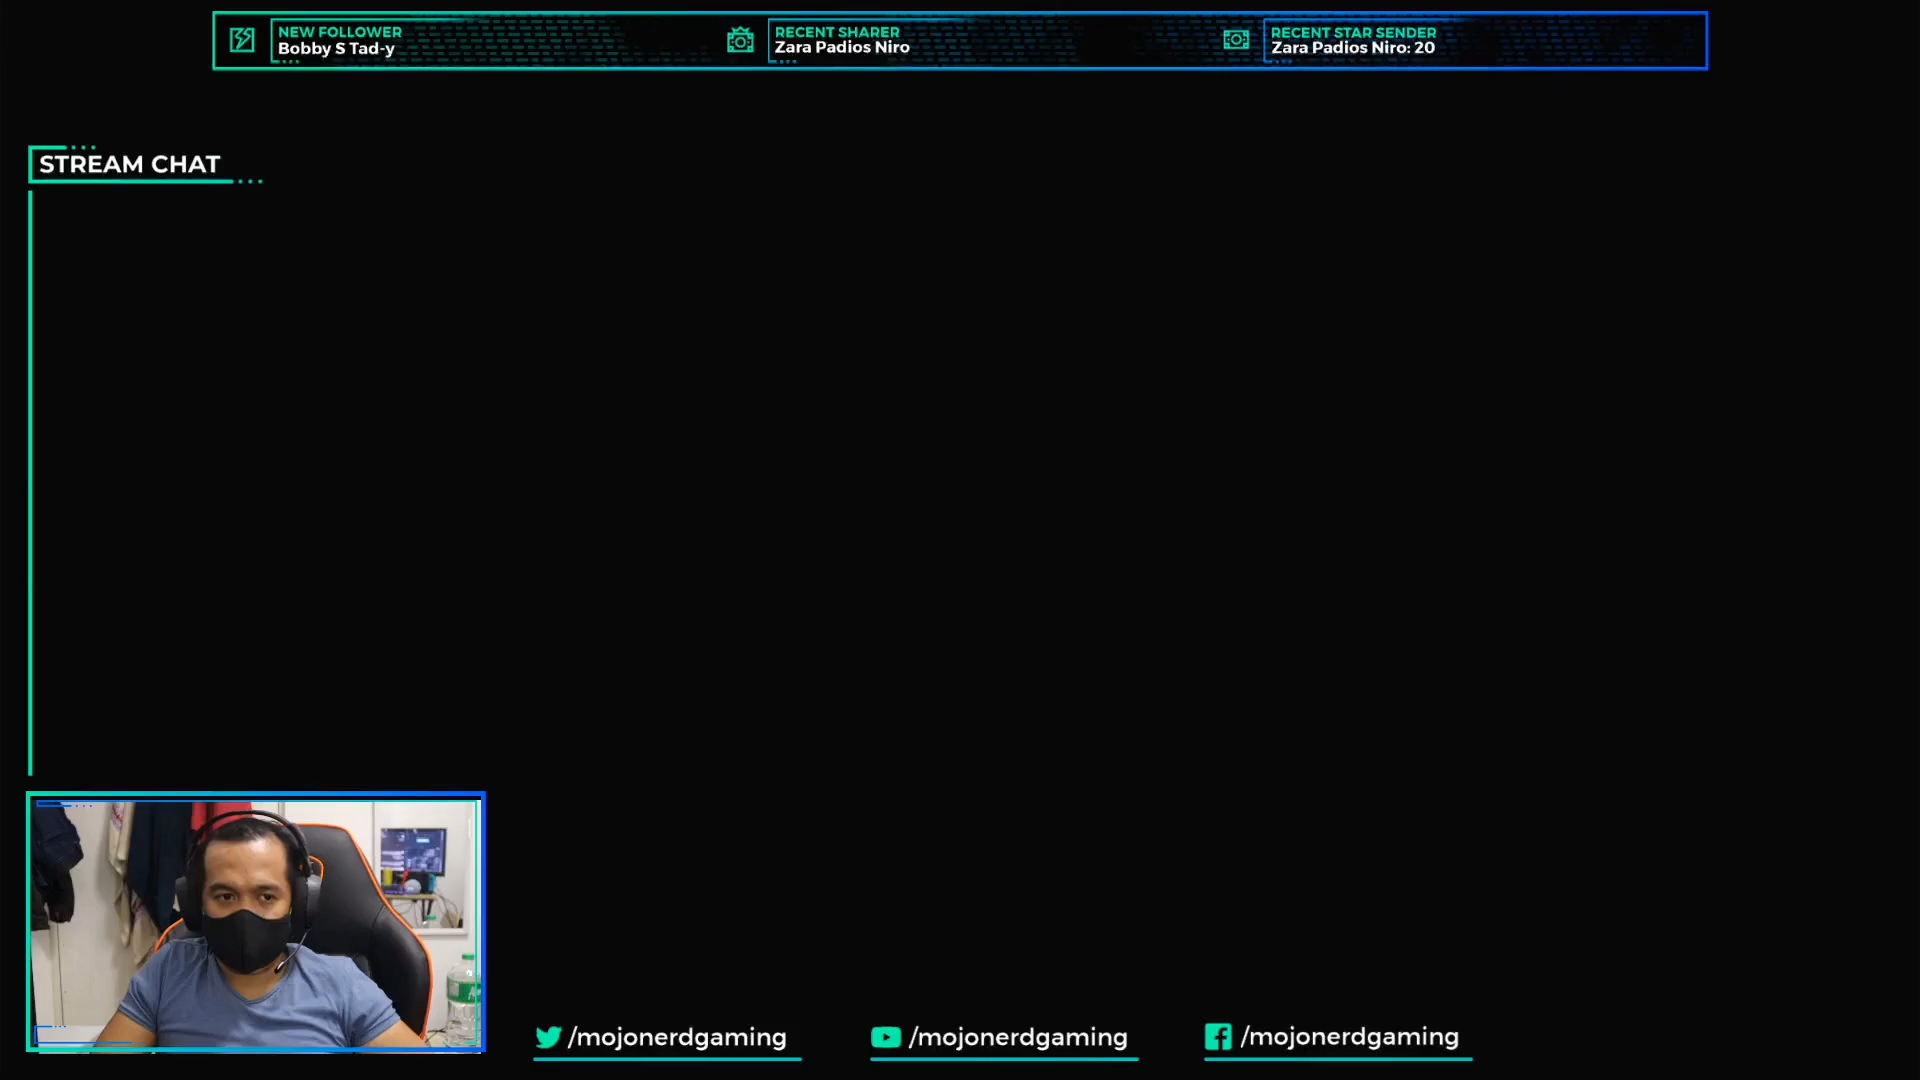 NEW FOLLOWER
Bobby S Tad-y
RECENT SHARER
Zara Padios Niro
RECENT STAR SENDER
Zara Padios Niro: 20
STREAM CHAT
/mojonerdgaming
/mojonerdgaming
/mojonerdgaming